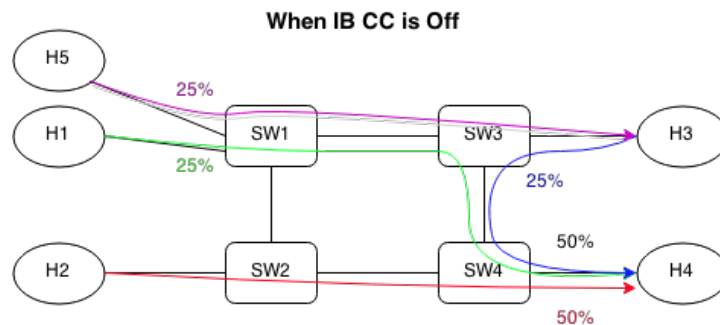 When IB CC is Off
H5
25%
H1
SW1
SW3
H3
25%
25%
50%
H2
SW2
SW4
H4
50%